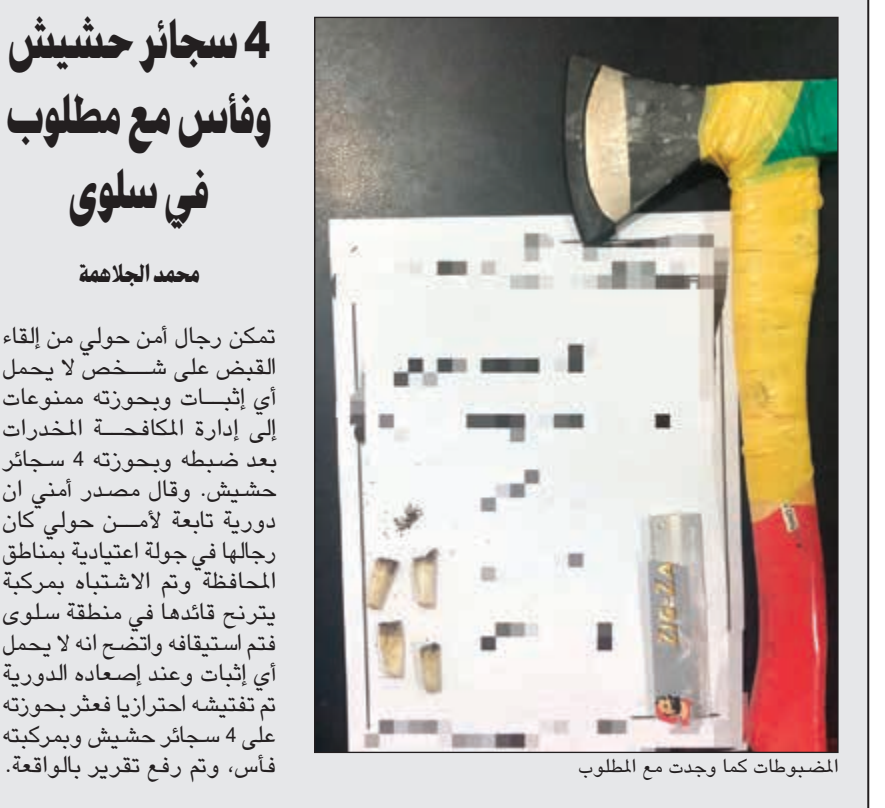 4 سجائر حشيش
وفأس مع مطلوب
في سلوى
محمد الجلاهمة
تمكن رجال أمن حولي من إلقاء
القبض على شخص لا يحمل
أي إثبات وبحوزته ممنوعات
إلى إدارة المكافحة المخدرات
بعد ضبطه وبحوزته 4 سجائر
حشيش. وقال مصدر أمني ان
دورية تابعة لأمن حولي كان
رجالها في جولة اعتيادية بمناطق
المحافظة وتم الاشتباه بمركبة
يترنح قائدها في منطقة سلوى
فتم استيقافه واتضح انه لا يحمل
أي إثبات وعند إصعاده الدورية
تم تفتيشه احترازيا فعثر بحوزته
على 4 سجائر حشيش وبمركبته
فأس، وتم رفع تقرير بالواقعة.
ZIG-ZA
المضبوطات كما وجدت مع المطلوب